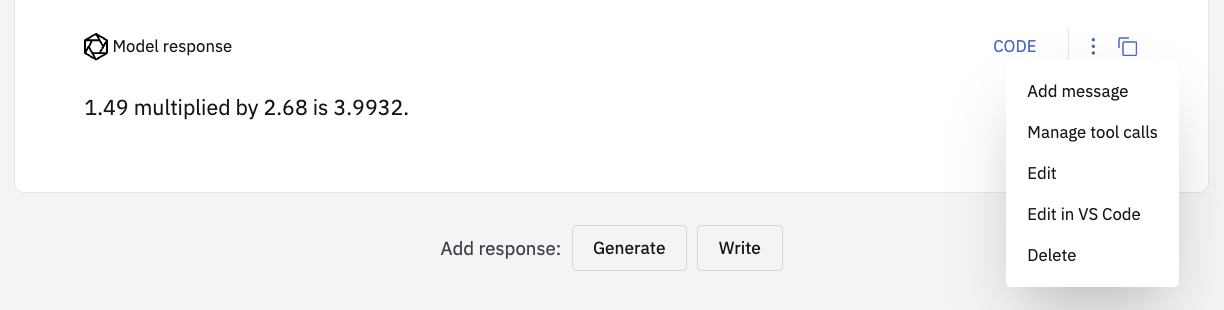 Model response
CODE
1.49 multiplied by 2.68 is 3.9932.
Add message
Manage tool calls
Edit
Edit in VS Code
Delete
Add response:
Generate
Write